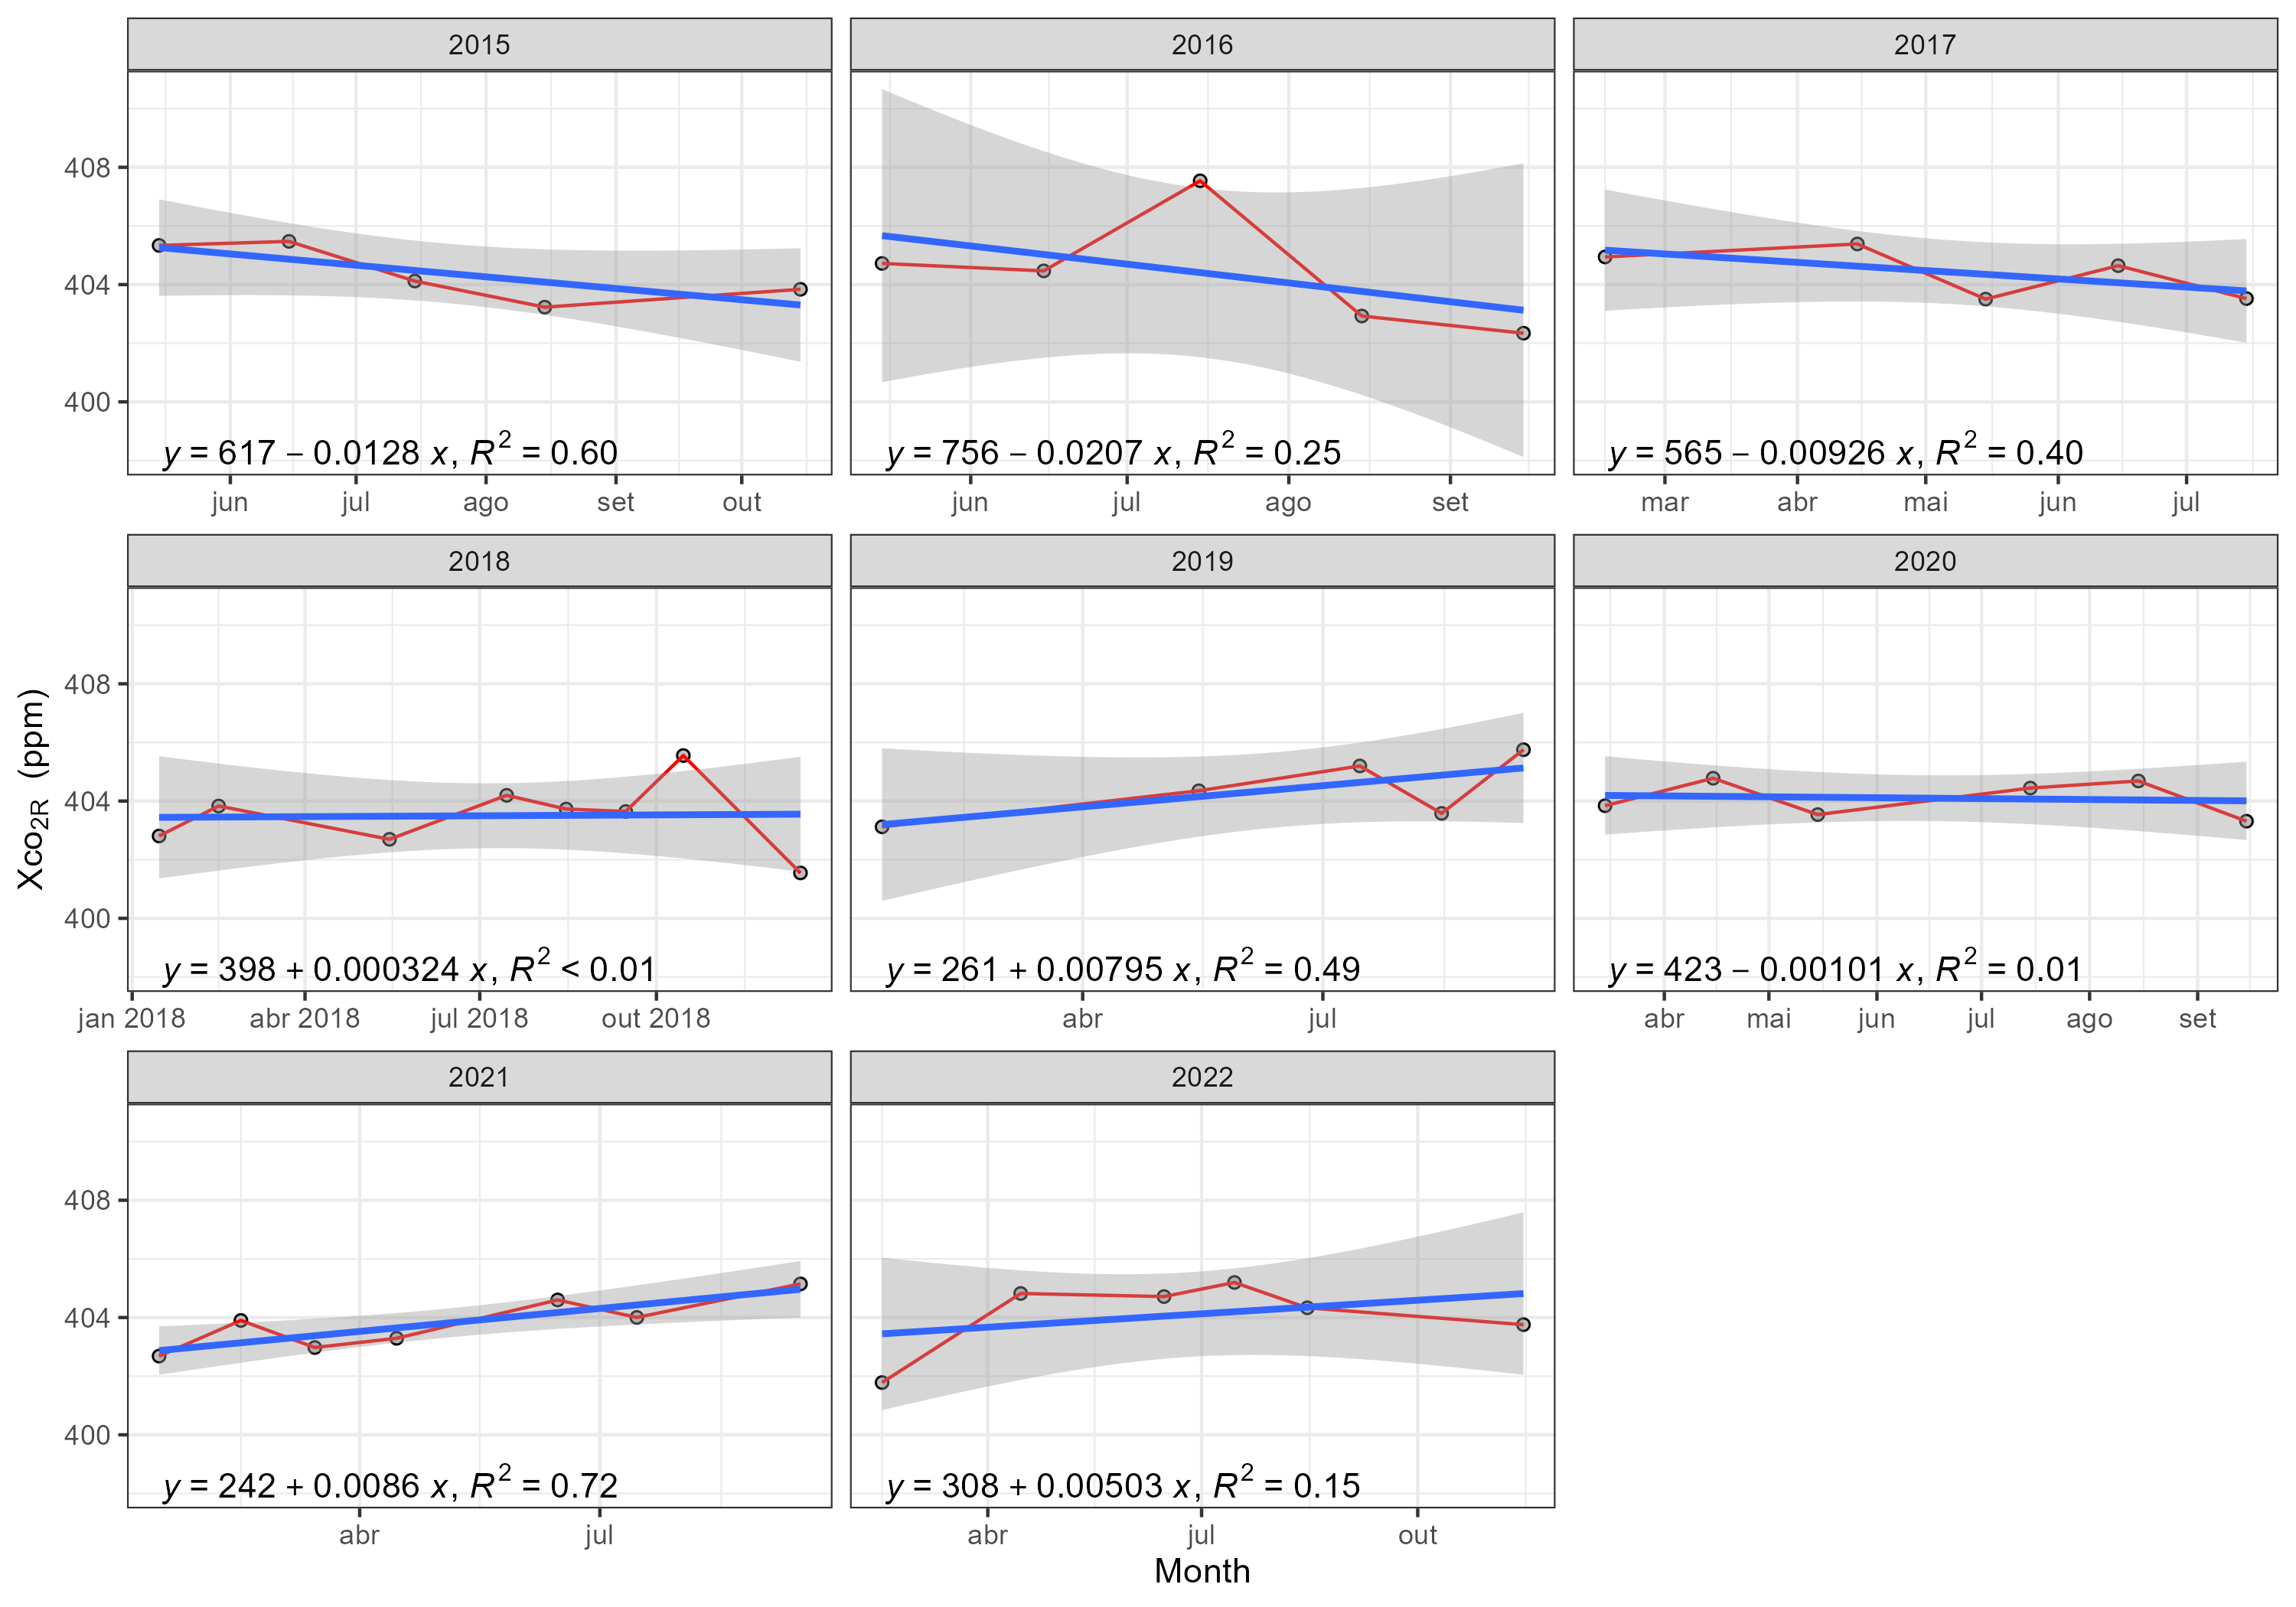 2015 2016 2017
408
404
400
y = 617 − 0.0128 x, R² = 0.60 y = 756 − 0.0207 x, R² = 0.25 y = 565 − 0.00926 x, R² = 0.40
jun jul ago set out jun jul ago set mar abr mai jun jul
2018 2019 2020
408
404
400
Xco₂R (ppm)
y = 398 + 0.000324 x, R² < 0.01 y = 261 + 0.00795 x, R² = 0.49 y = 423 − 0.00101 x, R² = 0.01
jan 2018 abr 2018 jul 2018 out 2018 abr jul abr mai jun jul ago set
2021 2022
408
404
400
y = 242 + 0.0086 x, R² = 0.72 y = 308 + 0.00503 x, R² = 0.15
abr jul abr jul out
Month